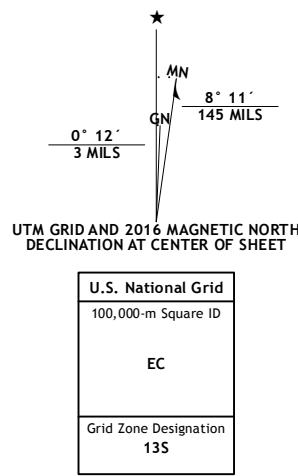 MN
8° 11´
145 MILS
GN
0° 12´
3 MILS
UTM GRID AND 2016 MAGNETIC NORTH
DECLINATION AT CENTER OF SHEET
U.S. National Grid
100,000-m Square ID
EC
Grid Zone Designation
13S